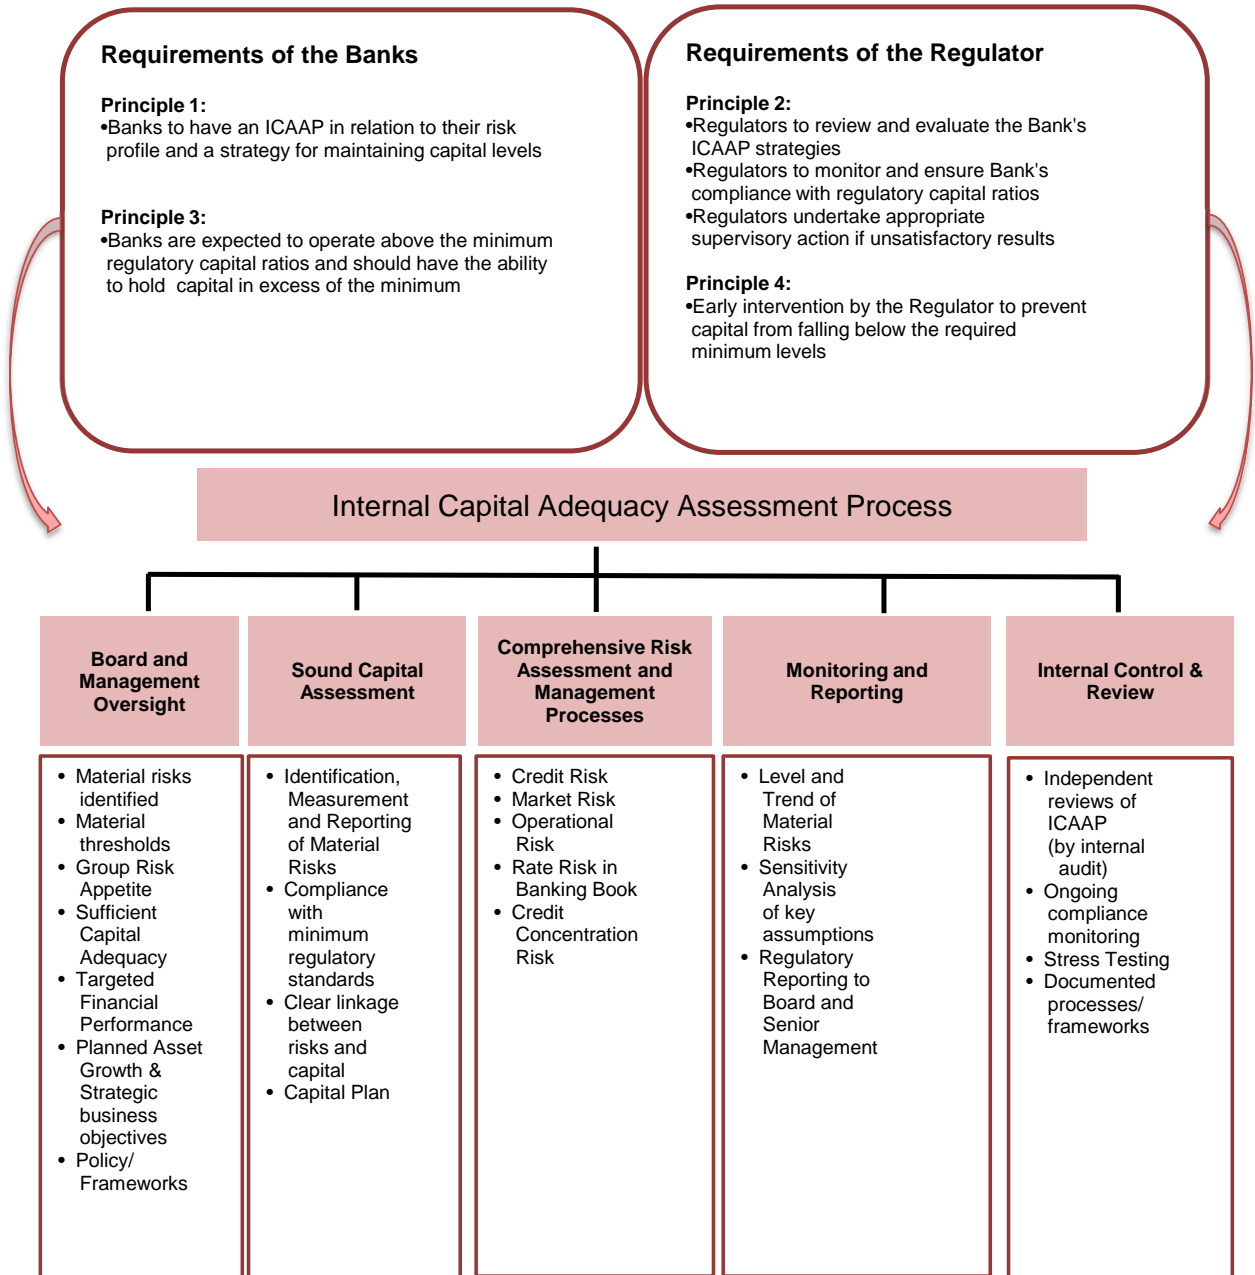 Requirements of the Banks
Principle 1:
•Banks to have an ICAAP in relation to their risk
profile and a strategy for maintaining capital levels
Principle 3:
•Banks are expected to operate above the minimum
regulatory capital ratios and should have the ability
to hold capital in excess of the minimum
Requirements of the Regulator
Principle 2:
•Regulators to review and evaluate the Bank's
ICAAP strategies
•Regulators to monitor and ensure Bank's
compliance with regulatory capital ratios
•Regulators undertake appropriate
supervisory action if unsatisfactory results
Principle 4:
•Early intervention by the Regulator to prevent
capital from falling below the required
minimum levels
Internal Capital Adequacy Assessment Process
Board and
Management
Oversight
• Material risks
identified
• Material
thresholds
• Group Risk
Appetite
• Sufficient
Capital
Adequacy
• Targeted
Financial
Performance
• Planned Asset
Growth &
Strategic
business
objectives
• Policy/
Frameworks
Sound Capital
Assessment
• Identification,
Measurement
and Reporting
of Material
Risks
• Compliance
with
minimum
regulatory
standards
• Clear linkage
between
risks and
capital
• Capital Plan
Comprehensive Risk
Assessment and
Management
Processes
• Credit Risk
• Market Risk
• Operational
Risk
• Rate Risk in
Banking Book
• Credit
Concentration
Risk
Monitoring and
Reporting
• Level and
Trend of
Material
Risks
• Sensitivity
Analysis
of key
assumptions
• Regulatory
Reporting to
Board and
Senior
Management
Internal Control &
Review
• Independent
reviews of
ICAAP
(by internal
audit)
• Ongoing
compliance
monitoring
• Stress Testing
• Documented
processes/
frameworks